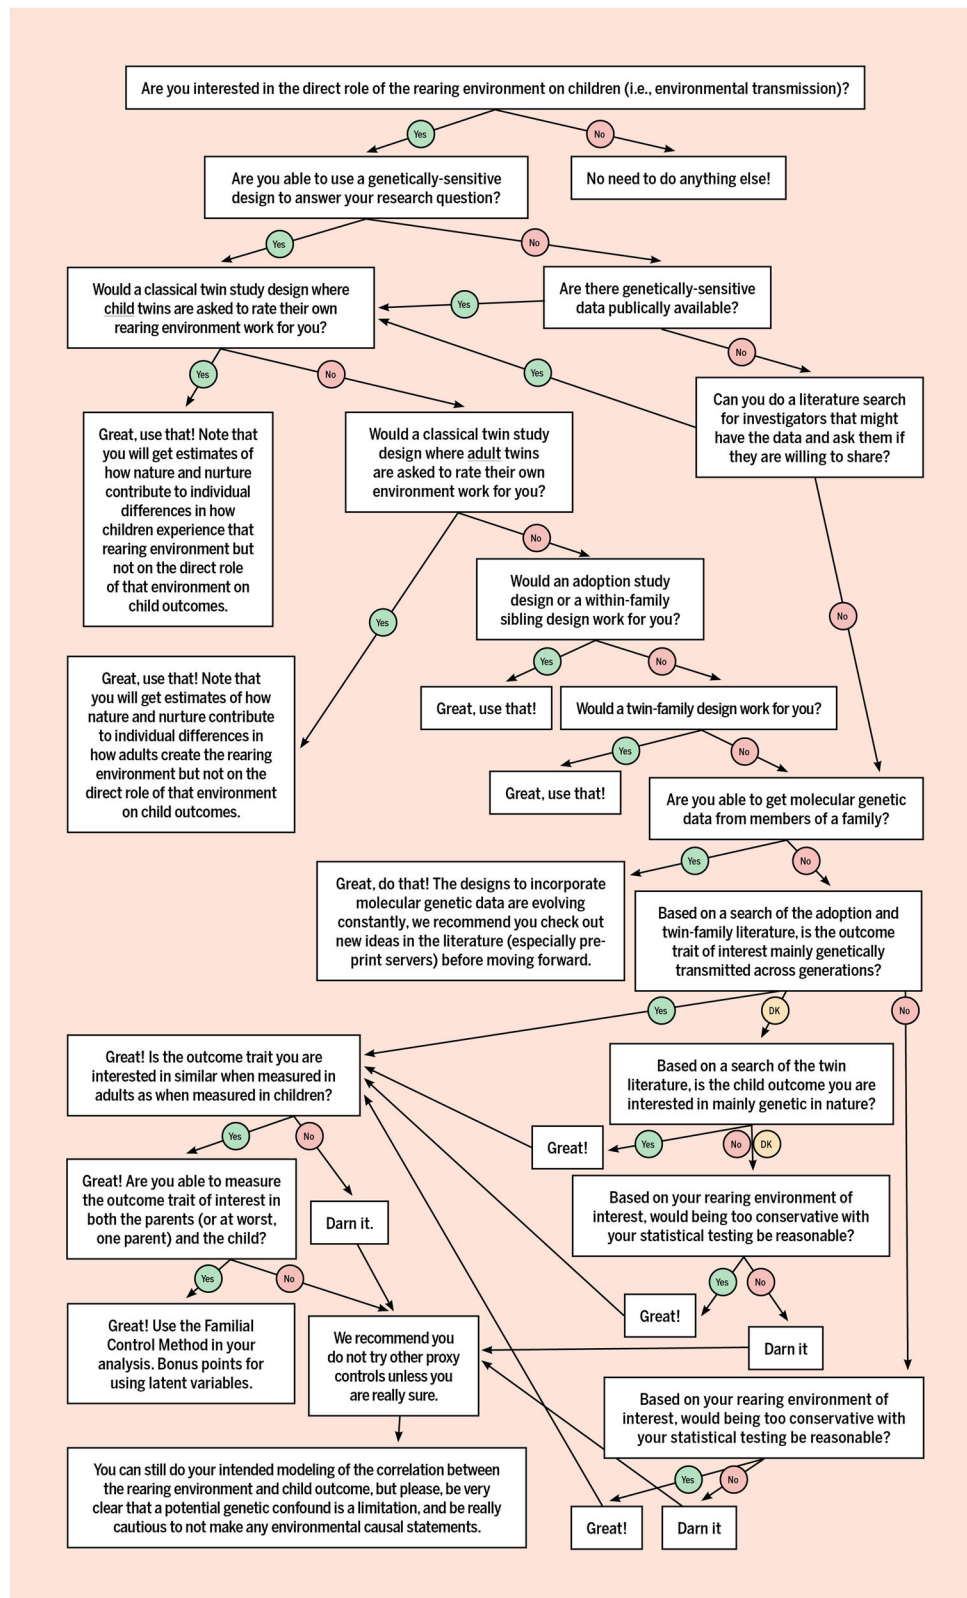 Are you interested in the direct role of the rearing environment on children (i.e., environmental transmission)?
Yes
No
Are you able to use a genetically-sensitive
design to answer your research question?
No need to do anything else!
Yes
No
Would a classical twin study design where
child twins are asked to rate their own
rearing environment work for you?
Yes
Are there genetically-sensitive
data publically available?
Yes
No
Yes
No
Can you do a literature search
for investigators that might
have the data and ask them if
they are willing to share?
Great, use that! Note that
you will get estimates of
how nature and nurture
contribute to individual
differences in how
children experience that
rearing environment but
not on the direct role
of that environment on
child outcomes.
Would a classical twin study
design where adult twins
are asked to rate their own
environment work for you?
No
Yes
No
Would an adoption study
design or a within-family
sibling design work for you?
Great, use that! Note that
you will get estimates of how
nature and nurture contribute
to individual differences in
how adults create the rearing
environment but not on the
direct role of that environment
on child outcomes.
Yes
No
Great, use that!
Would a twin-family design work for you?
Yes
No
Great, use that!
Are you able to get molecular genetic
data from members of a family?
Yes
No
Great, do that! The designs to incorporate
molecular genetic data are evolving
constantly, we recommend you check out
new ideas in the literature (especially pre-
print servers) before moving forward.
Based on a search of the adoption and
twin-family literature, is the outcome
trait of interest mainly genetically
transmitted across generations?
Yes
DK
No
Great! Is the outcome trait you are
interested in similar when measured in
adults as when measured in children?
Based on a search of the twin
literature, is the child outcome you are
interested in mainly genetic in nature?
Yes
No
Great!
Yes
No
DK
Great! Are you able to measure
the outcome trait of interest in
both the parents (or at worst,
one parent) and the child?
Darn it.
Based on your rearing environment of
interest, would being too conservative with
your statistical testing be reasonable?
Yes
No
Yes
No
Great! Use the Familial
Control Method in your
analysis. Bonus points for
using latent variables.
We recommend you
do not try other proxy
controls unless you
are really sure.
Great!
Darn it
Based on your rearing environment of
interest, would being too conservative with
your statistical testing be reasonable?
You can still do your intended modeling of the correlation between
the rearing environment and child outcome, but please, be very
clear that a potential genetic confound is a limitation, and be really
cautious to not make any environmental causal statements.
Yes
No
Great!
Darn it